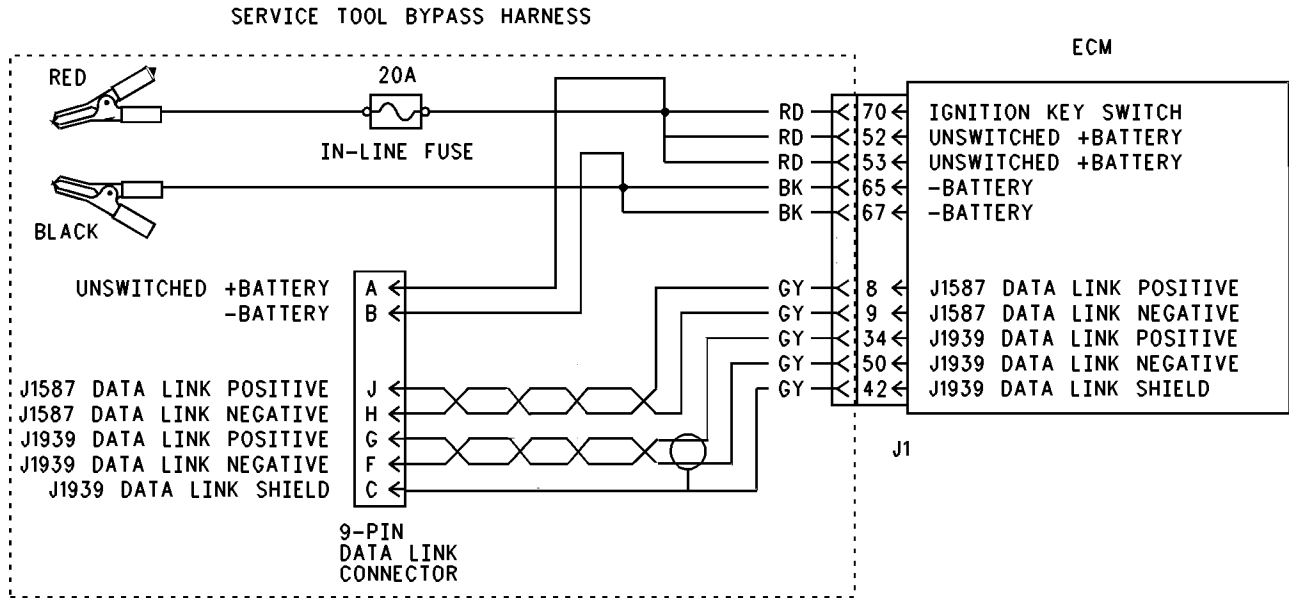 SERVICE TOOL BYPASS HARNESS
ECM
RED
20A
IN-LINE FUSE
BLACK
RD 70 IGNITION KEY SWITCH
RD 52 UNSWITCHED +BATTERY
RD 53 UNSWITCHED +BATTERY
BK 65 -BATTERY
BK 67 -BATTERY
UNSWITCHED +BATTERY A
-BATTERY B
GY 8 J1587 DATA LINK POSITIVE
GY 9 J1587 DATA LINK NEGATIVE
GY 34 J1939 DATA LINK POSITIVE
GY 50 J1939 DATA LINK NEGATIVE
GY 42 J1939 DATA LINK SHIELD
J1587 DATA LINK POSITIVE J
J1587 DATA LINK NEGATIVE H
J1939 DATA LINK POSITIVE G
J1939 DATA LINK NEGATIVE F
J1939 DATA LINK SHIELD C
J1
9-PIN
DATA LINK
CONNECTOR